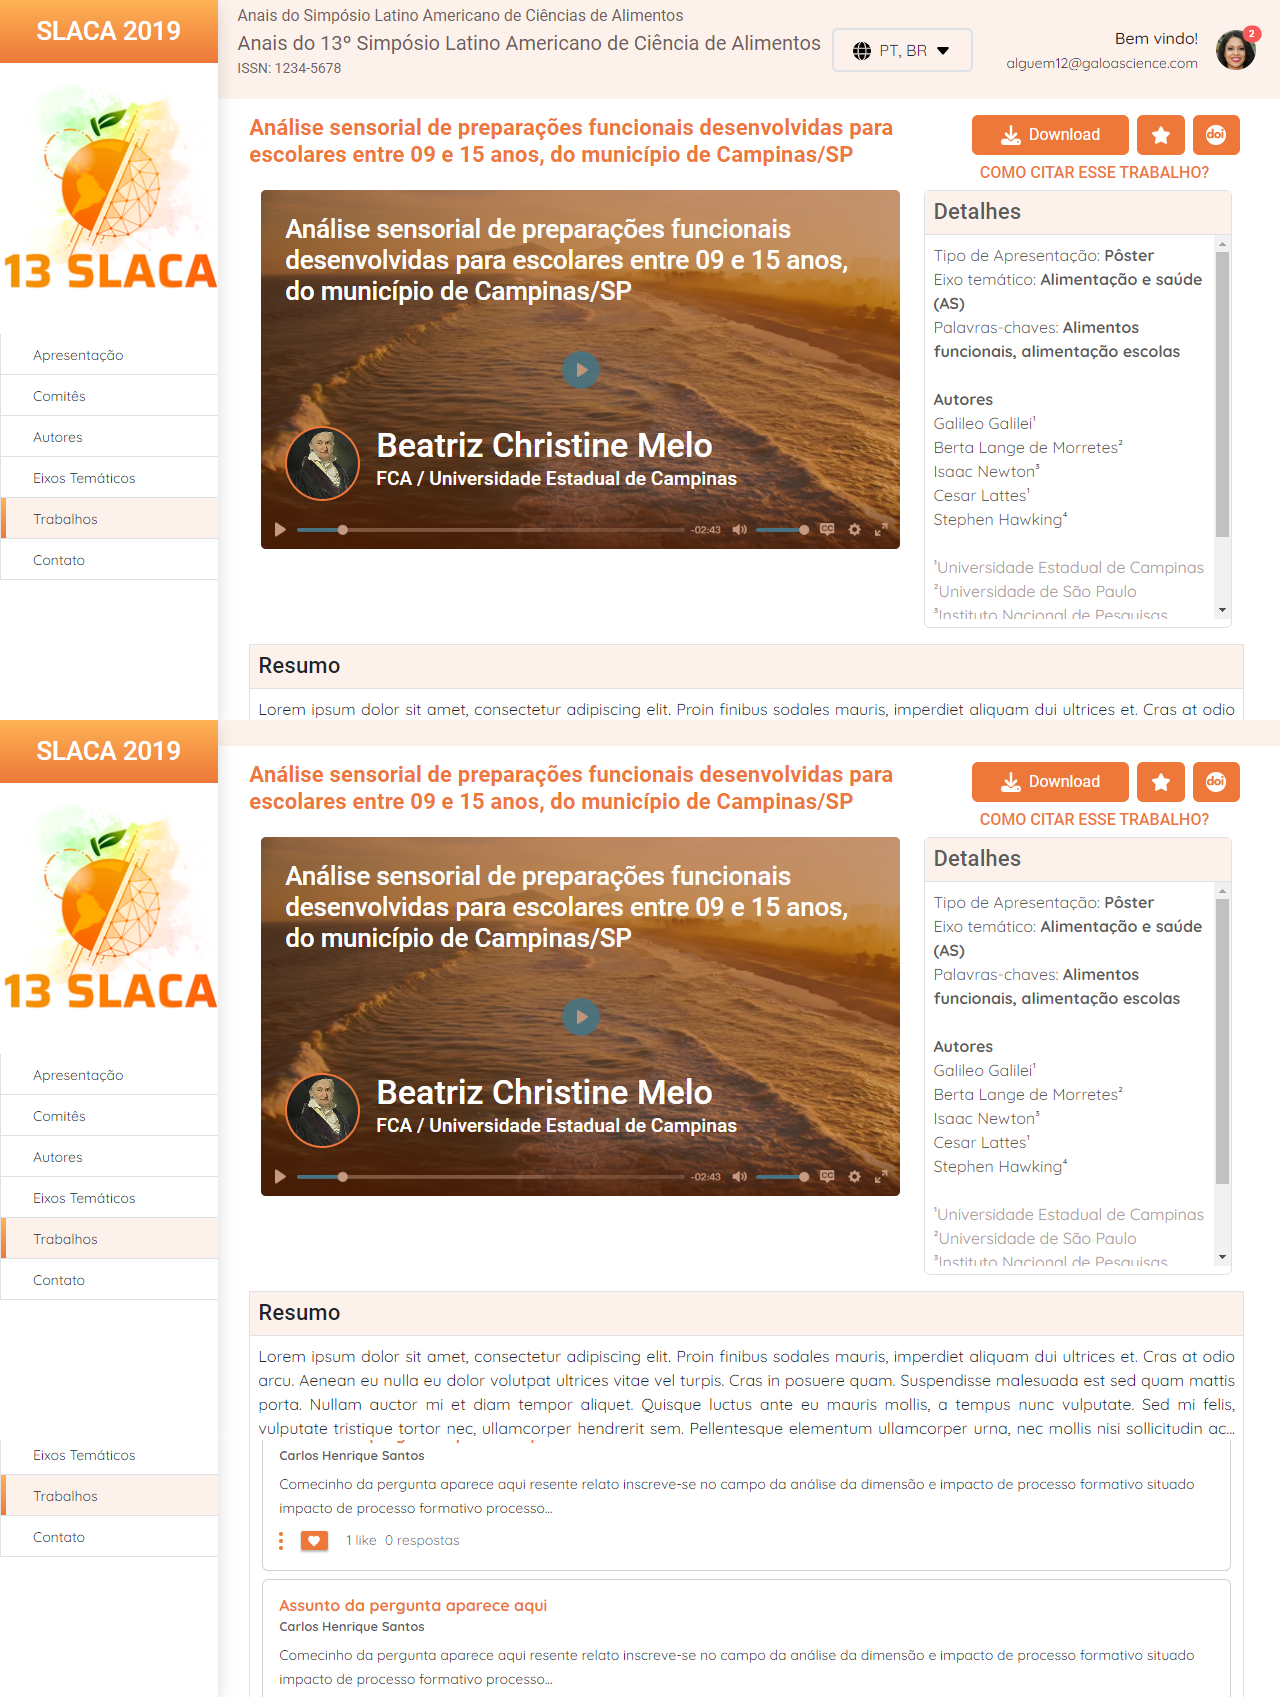 SLACA 2019
Anais do Simpósio Latino Americano de Ciências de Alimentos
Anais do 13º Simpósio Latino Americano de Ciência de Alimentos
ISSN: 1234-5678
PT, BR
Bem vindo!
alguem12@galoascience.com
2
13 SLACA
Apresentação
Comitês
Autores
Eixos Temáticos
Trabalhos
Contato
Análise sensorial de preparações funcionais desenvolvidas para
escolares entre 09 e 15 anos, do município de Campinas/SP
Download
doi
COMO CITAR ESSE TRABALHO?
Análise sensorial de preparações funcionais
desenvolvidas para escolares entre 09 e 15 anos,
do município de Campinas/SP
Beatriz Christine Melo
FCA / Universidade Estadual de Campinas
-02:43
CC
Detalhes
Tipo de Apresentação: Pôster
Eixo temático: Alimentação e saúde
(AS)
Palavras-chaves: Alimentos
funcionais, alimentação escolas
Autores
Galileo Galilei¹
Berta Lange de Morretes²
Isaac Newton³
Cesar Lattes¹
Stephen Hawking⁴
¹Universidade Estadual de Campinas
²Universidade de São Paulo
³Instituto Nacional de Pesquisas
Resumo
Lorem ipsum dolor sit amet, consectetur adipiscing elit. Proin finibus sodales mauris, imperdiet aliquam dui ultrices et. Cras at odio
SLACA 2019
13 SLACA
Apresentação
Comitês
Autores
Eixos Temáticos
Trabalhos
Contato
Análise sensorial de preparações funcionais desenvolvidas para
escolares entre 09 e 15 anos, do município de Campinas/SP
Download
doi
COMO CITAR ESSE TRABALHO?
Análise sensorial de preparações funcionais
desenvolvidas para escolares entre 09 e 15 anos,
do município de Campinas/SP
Beatriz Christine Melo
FCA / Universidade Estadual de Campinas
-02:43
CC
Detalhes
Tipo de Apresentação: Pôster
Eixo temático: Alimentação e saúde
(AS)
Palavras-chaves: Alimentos
funcionais, alimentação escolas
Autores
Galileo Galilei¹
Berta Lange de Morretes²
Isaac Newton³
Cesar Lattes¹
Stephen Hawking⁴
¹Universidade Estadual de Campinas
²Universidade de São Paulo
³Instituto Nacional de Pesquisas
Resumo
Lorem ipsum dolor sit amet, consectetur adipiscing elit. Proin finibus sodales mauris, imperdiet aliquam dui ultrices et. Cras at odio
arcu. Aenean eu nulla eu dolor volutpat ultrices vitae vel turpis. Cras in posuere quam. Suspendisse malesuada est sed quam mattis
porta. Nullam auctor mi et diam tempor aliquet. Quisque luctus ante eu mauris mollis, a tempus nunc vulputate. Sed mi felis,
vulputate tristique tortor nec, ullamcorper hendrerit sem. Pellentesque elementum ullamcorper urna, nec mollis nisi sollicitudin ac...
Eixos Temáticos
Trabalhos
Contato
Carlos Henrique Santos
Comecinho da pergunta aparece aqui resente relato inscreve-se no campo da análise da dimensão e impacto de processo formativo situado
impacto de processo formativo processo...
1 like 0 respostas
Assunto da pergunta aparece aqui
Carlos Henrique Santos
Comecinho da pergunta aparece aqui resente relato inscreve-se no campo da análise da dimensão e impacto de processo formativo situado
impacto de processo formativo processo...